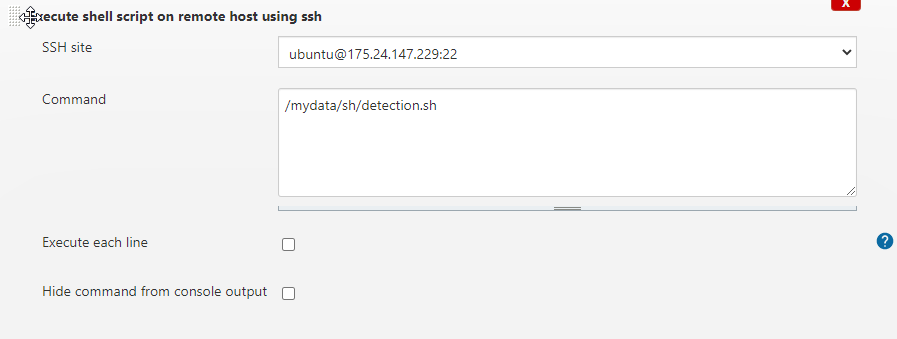 X
Execute shell script on remote host using ssh
SSH site
ubuntu@175.24.147.229:22
Command
/mydata/sh/detection.sh
Execute each line
?
Hide command from console output